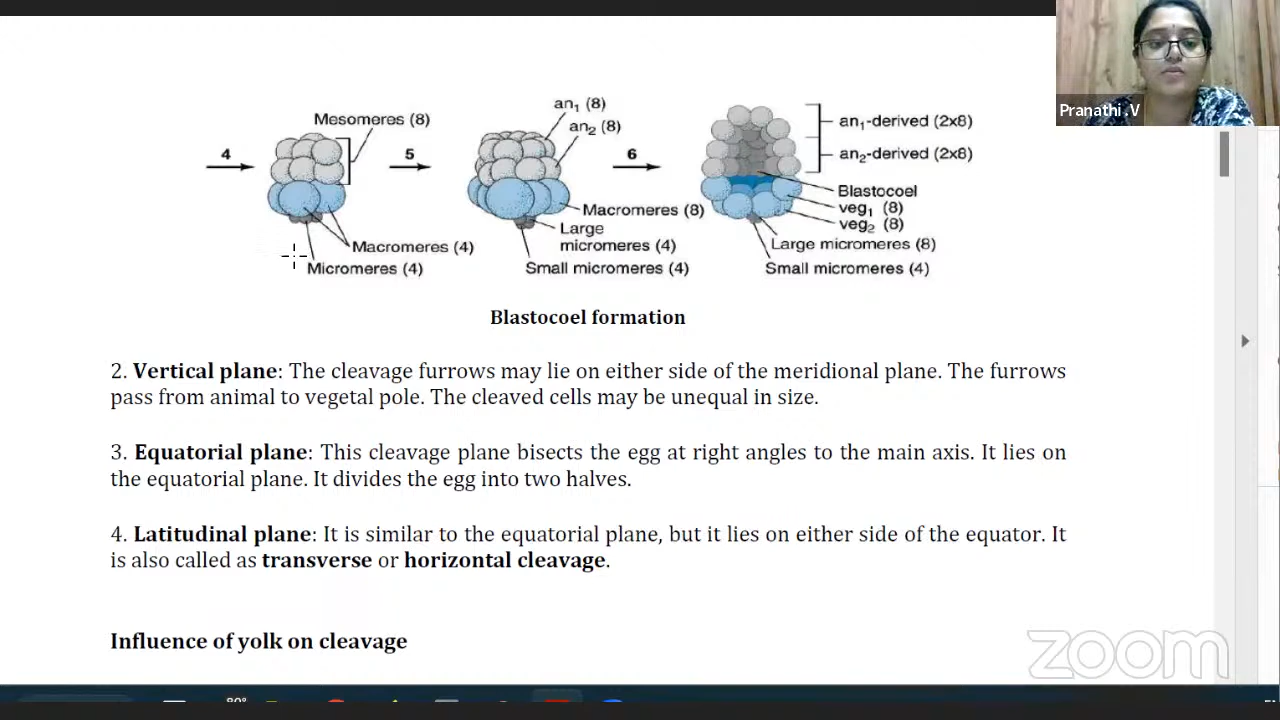 Pranathi .V
Mesomeres (8)
an₁ (8)
an₂ (8)
an₁-derived (2x8)
an₂-derived (2x8)
4
5
6
Blastocoel
veg₁ (8)
veg₂ (8)
Macromeres (8)
Large
micromeres (4)
Macromeres (4)
Large micromeres (8)
Micromeres (4)
Small micromeres (4)
Small micromeres (4)
Blastocoel formation
2. Vertical plane: The cleavage furrows may lie on either side of the meridional plane. The furrows
pass from animal to vegetal pole. The cleaved cells may be unequal in size.
3. Equatorial plane: This cleavage plane bisects the egg at right angles to the main axis. It lies on
the equatorial plane. It divides the egg into two halves.
4. Latitudinal plane: It is similar to the equatorial plane, but it lies on either side of the equator. It
is also called as transverse or horizontal cleavage.
Influence of yolk on cleavage
zoom